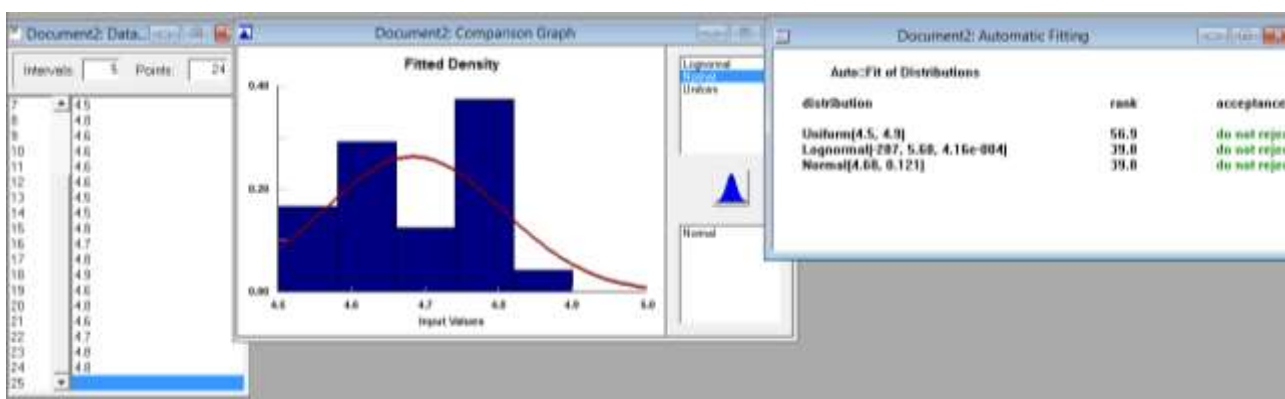 Document2: Data
Intervals: 5 Points: 24
7 4.5
8 4.8
9 4.6
10 4.6
11 4.6
12 4.6
13 4.5
14 4.5
15 4.8
16 4.7
17 4.8
18 4.9
19 4.6
20 4.8
21 4.6
22 4.7
23 4.8
24 4.8
25
Document2: Comparison Graph
Fitted Density
0.40
0.20
0.00
4.5 4.6 4.7 4.8 4.9 5.0
Input Values
Lognormal
Normal
Uniform
Normal
Document2: Automatic Fitting
Auto::Fit of Distributions
distribution rank acceptance
Uniform(4.5, 4.9) 56.9 do not rejec
Lognormal(-287, 5.68, 4.16e-004) 39.8 do not rejec
Normal(4.68, 0.121) 39.8 do not rejec